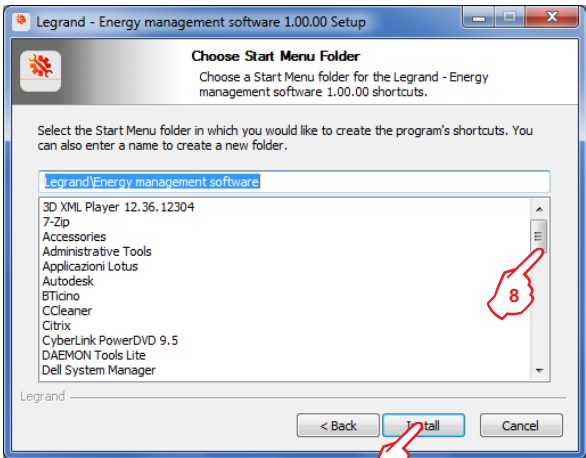 Legrand - Energy management software 1.00.00 Setup
Choose Start Menu Folder
Choose a Start Menu folder for the Legrand - Energy
management software 1.00.00 shortcuts.
Select the Start Menu folder in which you would like to create the program's shortcuts. You
can also enter a name to create a new folder.
Legrand\Energy management software
3D XML Player 12.36.12304
7-Zip
Accessories
Administrative Tools
Applicazioni Lotus
Autodesk
BTicino
CCleaner
Citrix
CyberLink PowerDVD 9.5
DAEMON Tools Lite
Dell System Manager
8
Legrand
< Back Install Cancel